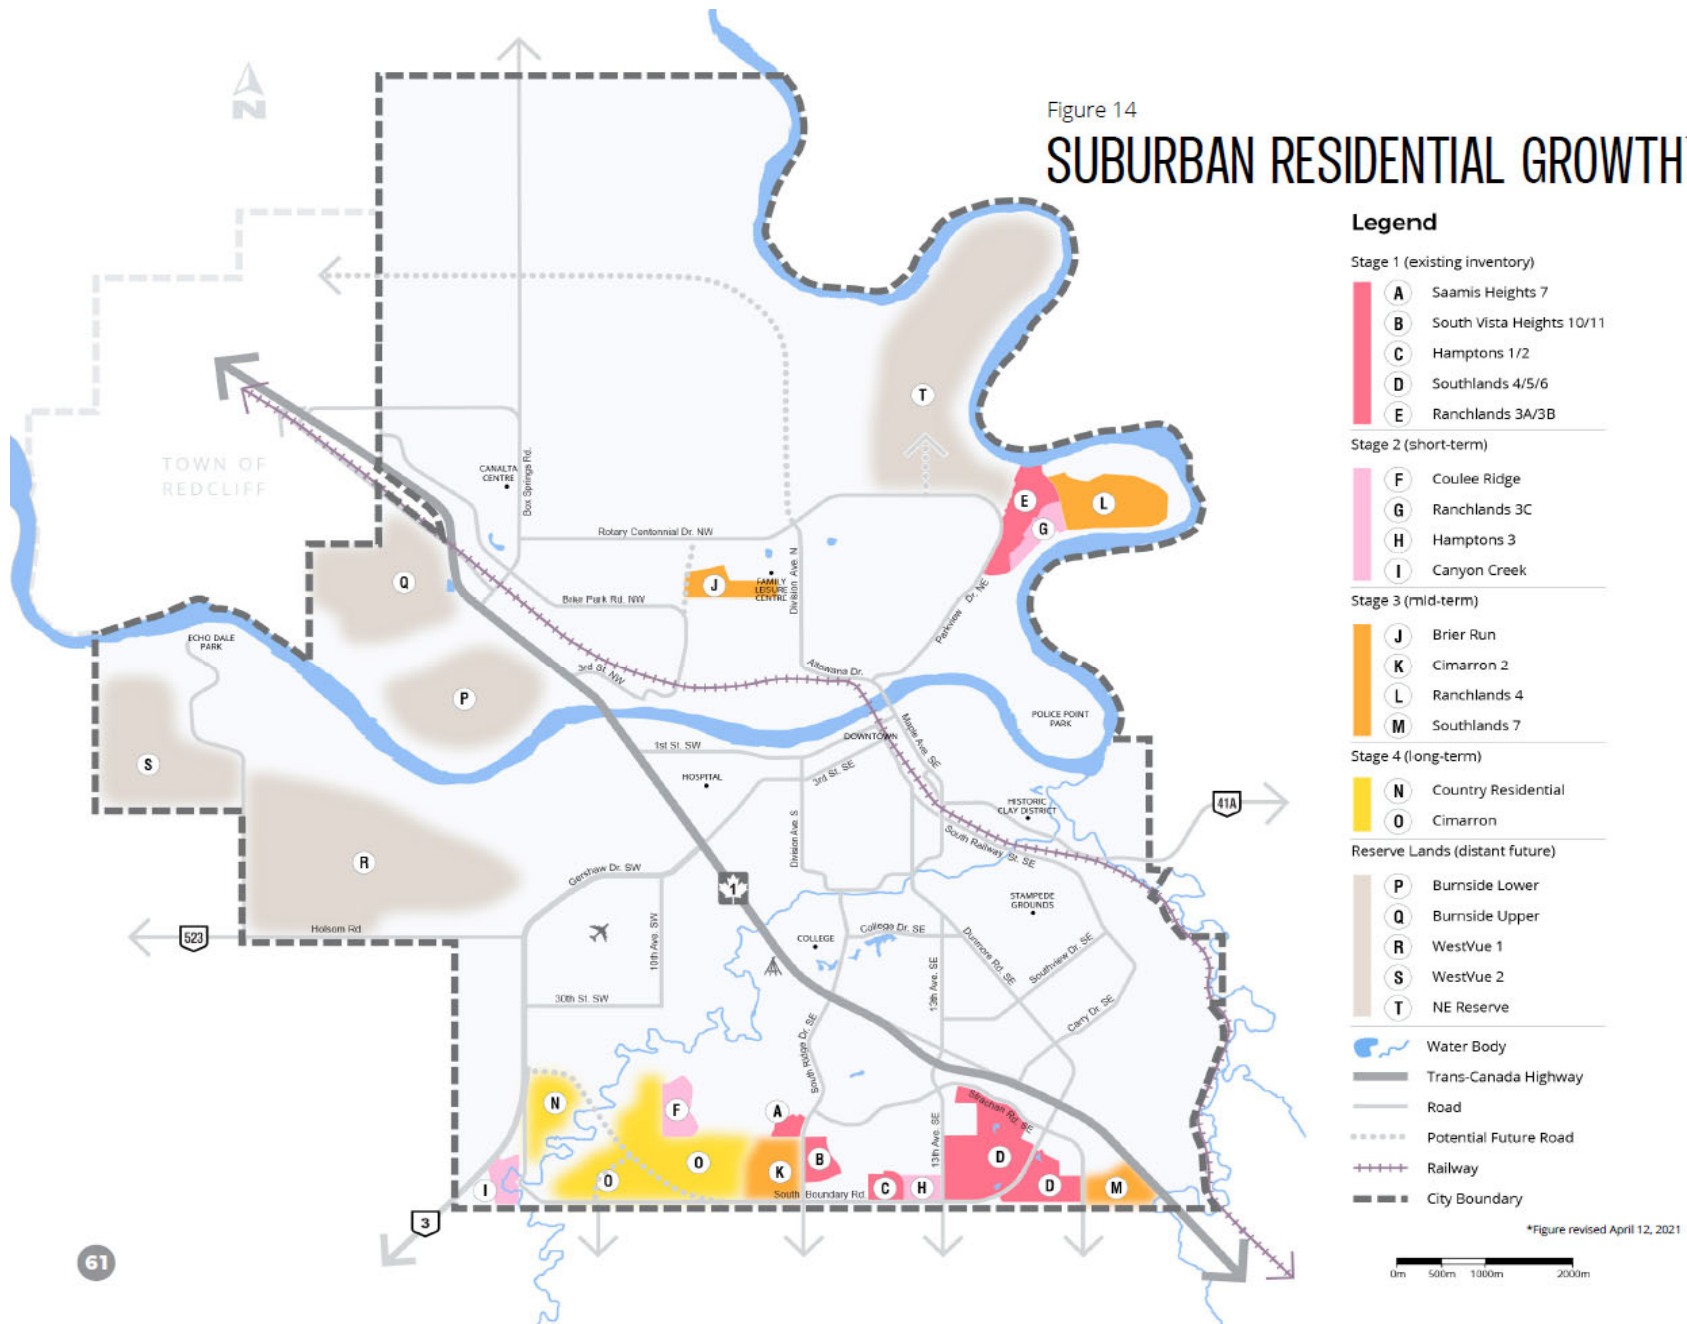 Figure 14
SUBURBAN RESIDENTIAL GROWTH
N
Legend
Stage 1 (existing inventory)
A Saamis Heights 7
B South Vista Heights 10/11
C Hamptons 1/2
D Southlands 4/5/6
E Ranchlands 3A/3B
Stage 2 (short-term)
F Coulee Ridge
G Ranchlands 3C
H Hamptons 3
I Canyon Creek
Stage 3 (mid-term)
J Brier Run
K Cimarron 2
L Ranchlands 4
M Southlands 7
Stage 4 (long-term)
N Country Residential
O Cimarron
Reserve Lands (distant future)
P Burnside Lower
Q Burnside Upper
R WestVue 1
S WestVue 2
T NE Reserve
Water Body
Trans-Canada Highway
Road
Potential Future Road
Railway
City Boundary
*Figure revised April 12, 2021
0m 500m 1000m 2000m
TOWN OF
REDCLIFF
CANALTA
CENTRE
Box Springs Rd.
T
E
L
G
Rotary Centennial Dr. NW
Division Ave. N
J
FAMILY
LEISURE
CENTRE
Q
Brier Park Rd. NW
Parkview Dr. NE
ECHO DALE
PARK
3rd St. NW
Altawana Dr.
P
S
Maple Ave. SE
POLICE POINT
PARK
DOWNTOWN
1st St. SW
HOSPITAL
3rd St. SE
HISTORIC
CLAY DISTRICT
41A
Division Ave. S
South Railway St. SE
R
Gershaw Dr. SW
1
STAMPEDE
GROUNDS
523
Holsom Rd.
10th Ave. SW
COLLEGE
College Dr. SE
Dunmore Rd. SE
Southview Dr. SE
13th Ave. SE
30th St. SW
Carry Dr. SE
South Ridge Dr. SE
N
F
A
Strachan Rd. SE
13th Ave. SE
O
K
B
D
I
O
C
H
D
M
South Boundary Rd.
3
61